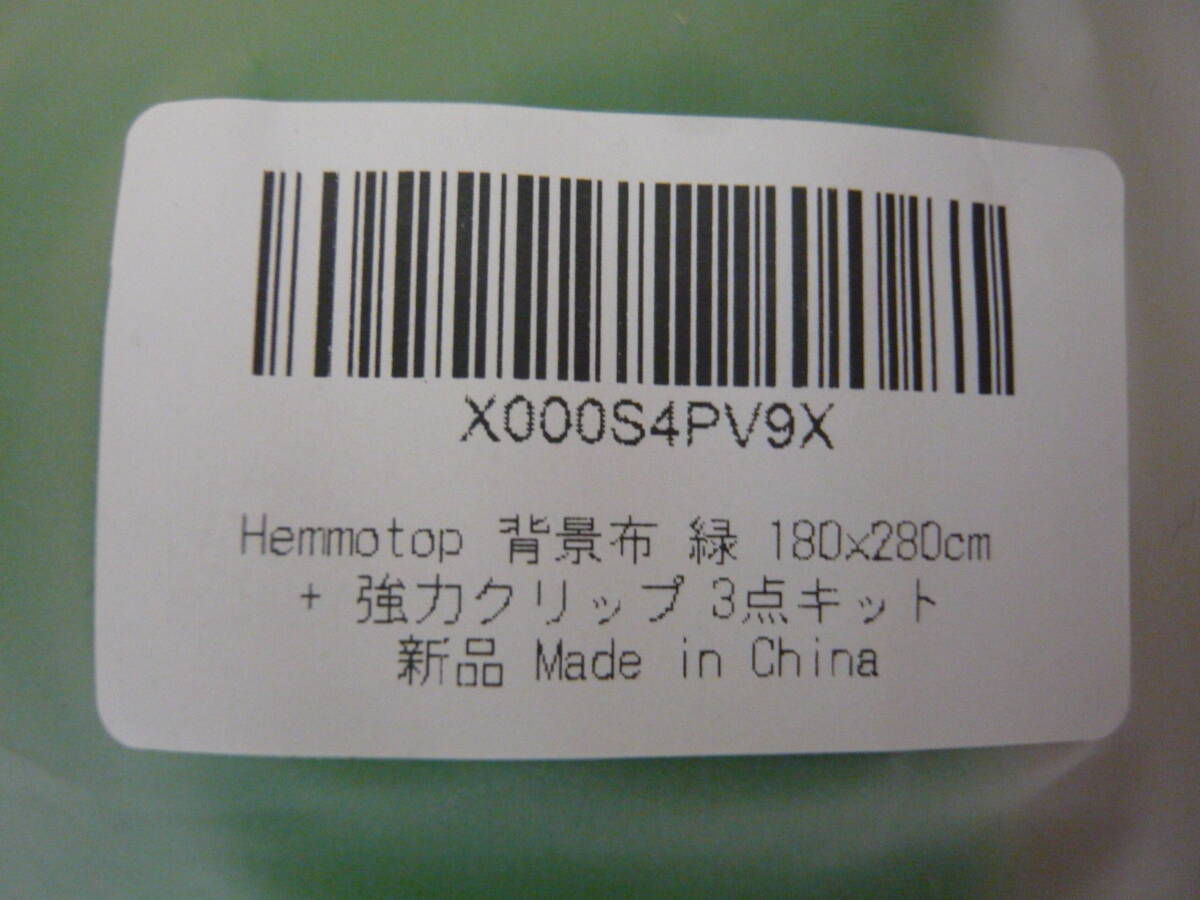 X000S4PV9X
Hemmotop 背景布 緑 180x280cm
+ 強力クリップ 3点キット
新品 Made in China